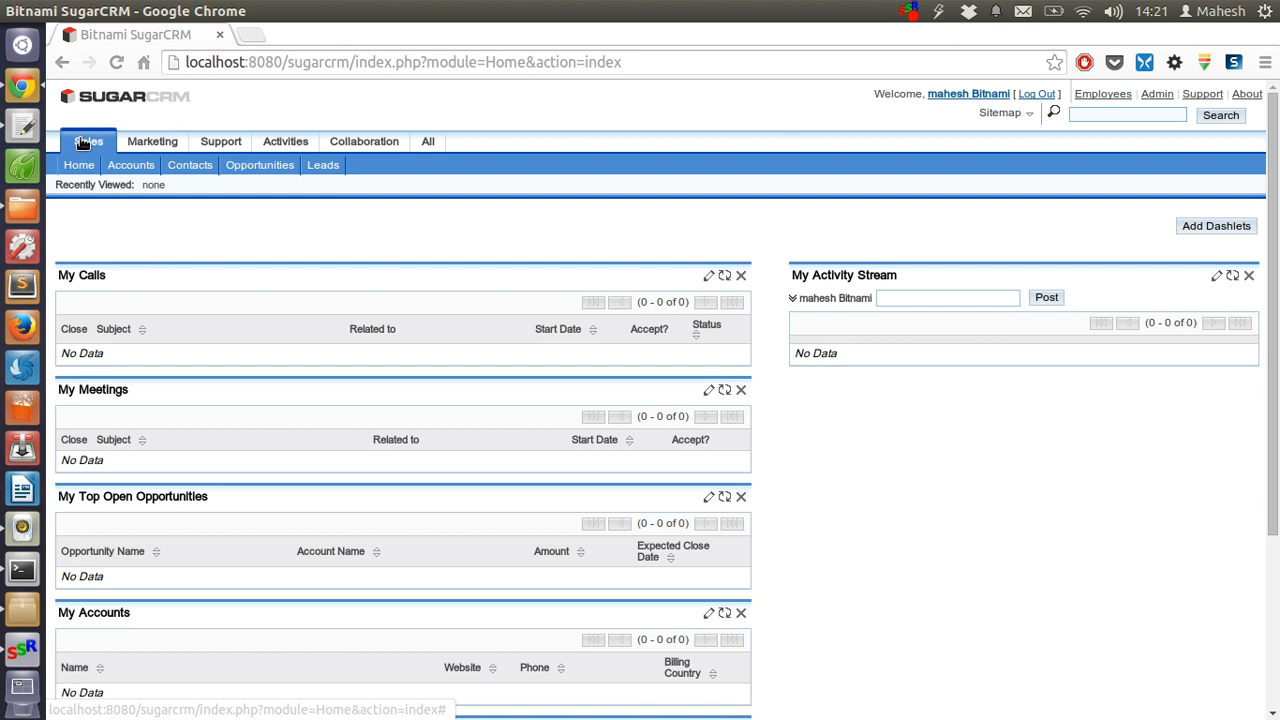 Bitnami SugarCRM - Google Chrome
14:21
Mahesh
Bitnami SugarCRM
localhost:8080/sugarcrm/index.php?module=Home&action=index
SUGARCRM
Welcome, mahesh Bitnami [ Log Out ] Employees Admin Support About
Sitemap
Search
Marketing Support Activities Collaboration All
Home Accounts Contacts Opportunities Leads
Recently Viewed: none
Add Dashlets
My Calls
(0 - 0 of 0)
Close Subject Related to Start Date Accept? Status
No Data
My Meetings
(0 - 0 of 0)
Close Subject Related to Start Date Accept?
No Data
My Top Open Opportunities
(0 - 0 of 0)
Opportunity Name Account Name Amount Expected Close
Date
No Data
My Accounts
(0 - 0 of 0)
Name Website Phone Billing
Country
No Data
My Activity Stream
mahesh Bitnami Post
(0 - 0 of 0)
No Data
SSR
localhost:8080/sugarcrm/index.php?module=Home&action=index#